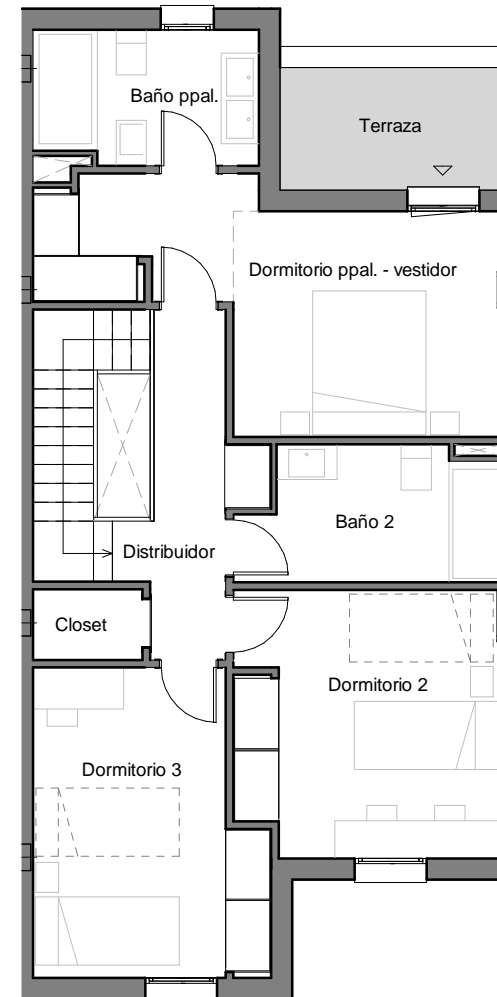 Baño ppal.
Terraza
Dormitorio ppal. - vestidor
Baño 2
Distribuidor
Closet
Dormitorio 2
Dormitorio 3